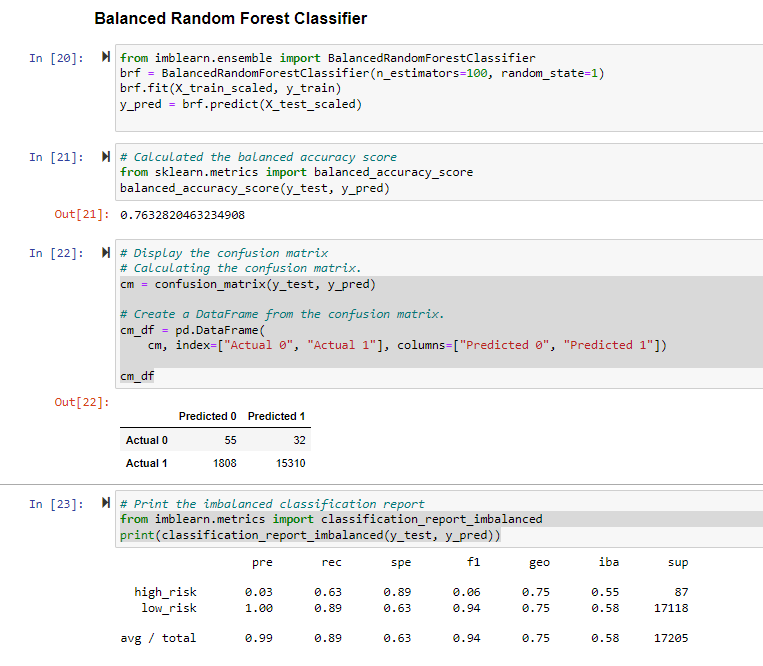 Balanced Random Forest Classifier
In [20]: from imblearn.ensemble import BalancedRandomForestClassifier
brf = BalancedRandomForestClassifier(n_estimators=100, random_state=1)
brf.fit(X_train_scaled, y_train)
y_pred = brf.predict(X_test_scaled)
In [21]: # Calculated the balanced accuracy score
from sklearn.metrics import balanced_accuracy_score
balanced_accuracy_score(y_test, y_pred)
Out[21]: 0.7632820463234908
In [22]: # Display the confusion matrix
# Calculating the confusion matrix.
cm = confusion_matrix(y_test, y_pred)
# Create a DataFrame from the confusion matrix.
cm_df = pd.DataFrame(
    cm, index=["Actual 0", "Actual 1"], columns=["Predicted 0", "Predicted 1"])
cm_df
Out[22]:
Predicted 0 Predicted 1
Actual 0 55 32
Actual 1 1808 15310
In [23]: # Print the imbalanced classification report
from imblearn.metrics import classification_report_imbalanced
print(classification_report_imbalanced(y_test, y_pred))
pre rec spe f1 geo iba sup
high_risk 0.03 0.63 0.89 0.06 0.75 0.55 87
low_risk 1.00 0.89 0.63 0.94 0.75 0.58 17118
avg / total 0.99 0.89 0.63 0.94 0.75 0.58 17205